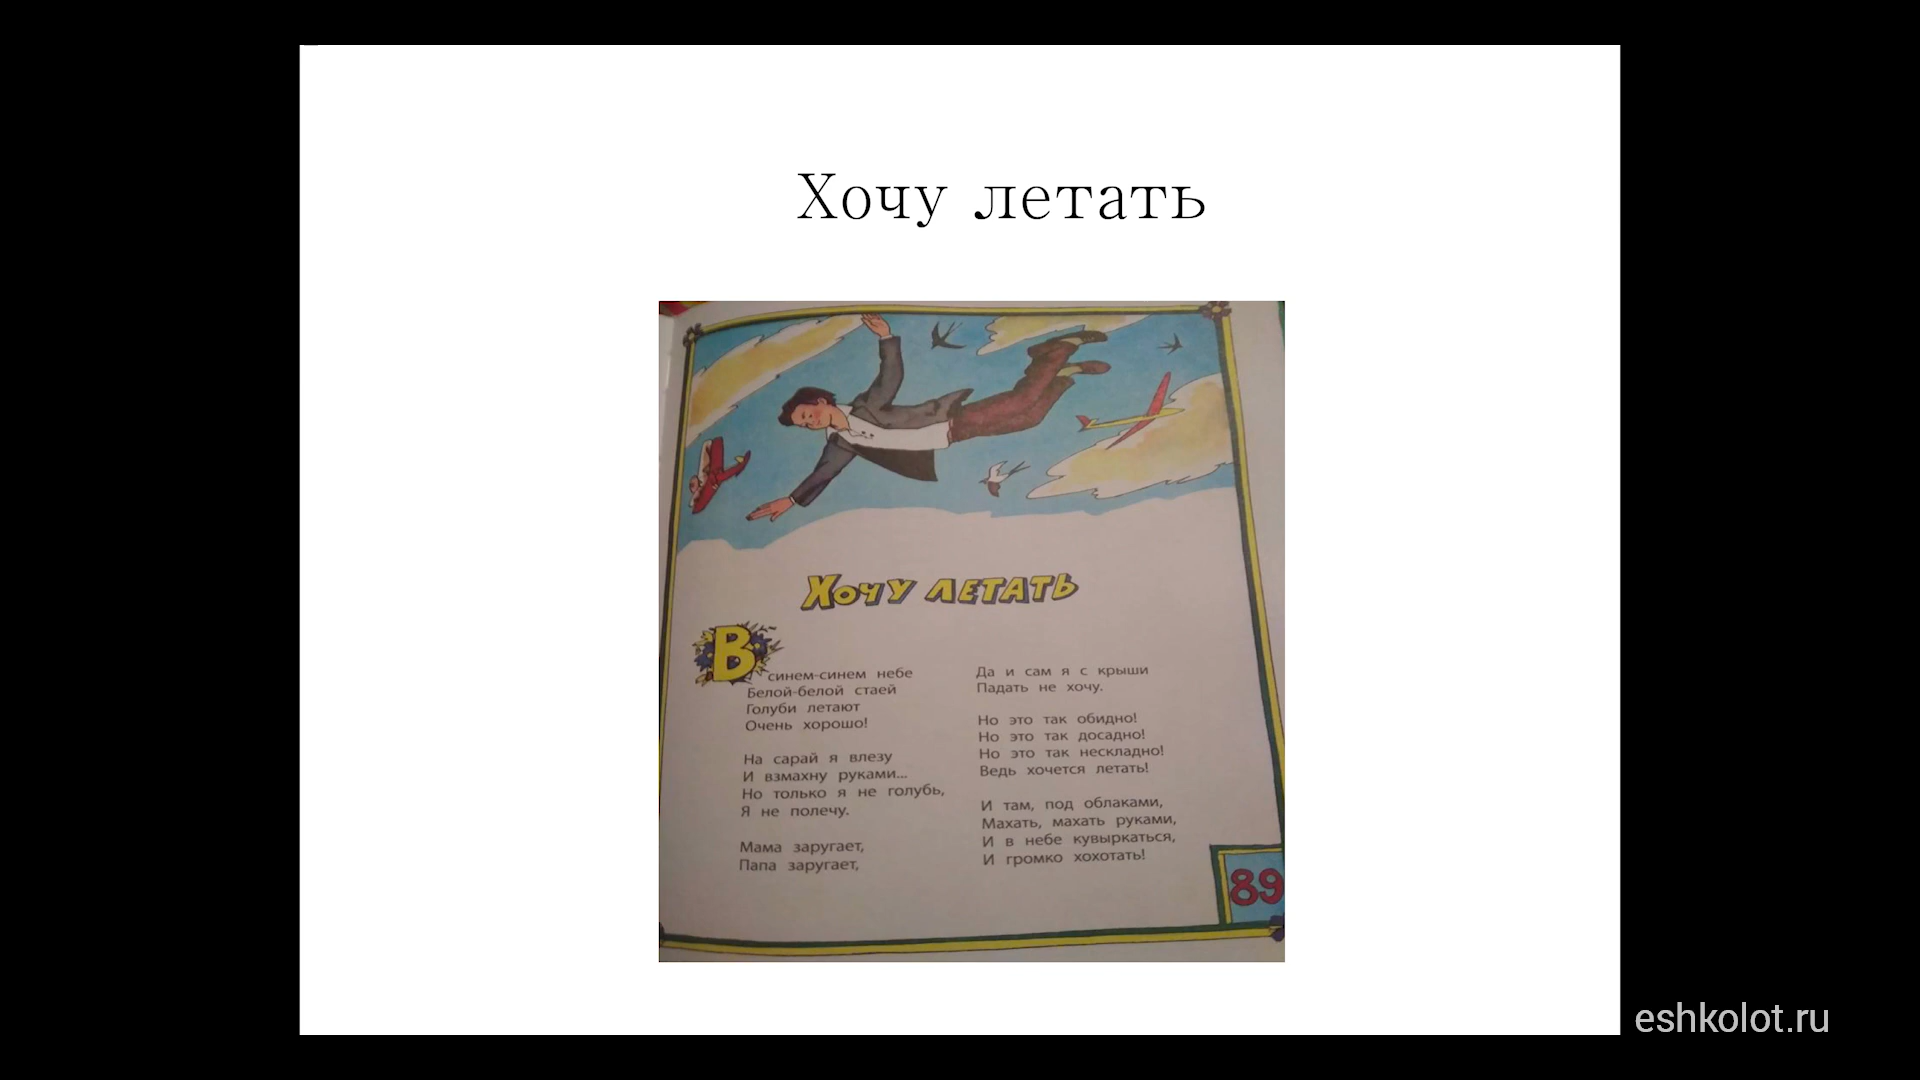 Хочу летать
Хочу летать
В синем-синем небе
Белой-белой стаей
Голуби летают
Очень хорошо!
На сарай я влезу
И взмахну руками...
Но только я не голубь,
Я не полечу.
Мама заругает,
Папа заругает,
Да и сам я с крыши
Падать не хочу.
Но это так обидно!
Но это так досадно!
Но это так нескладно!
Ведь хочется летать!
И там, под облаками,
Махать, махать руками,
И в небе кувыркаться,
И громко хохотать!
89
eshkolot.ru